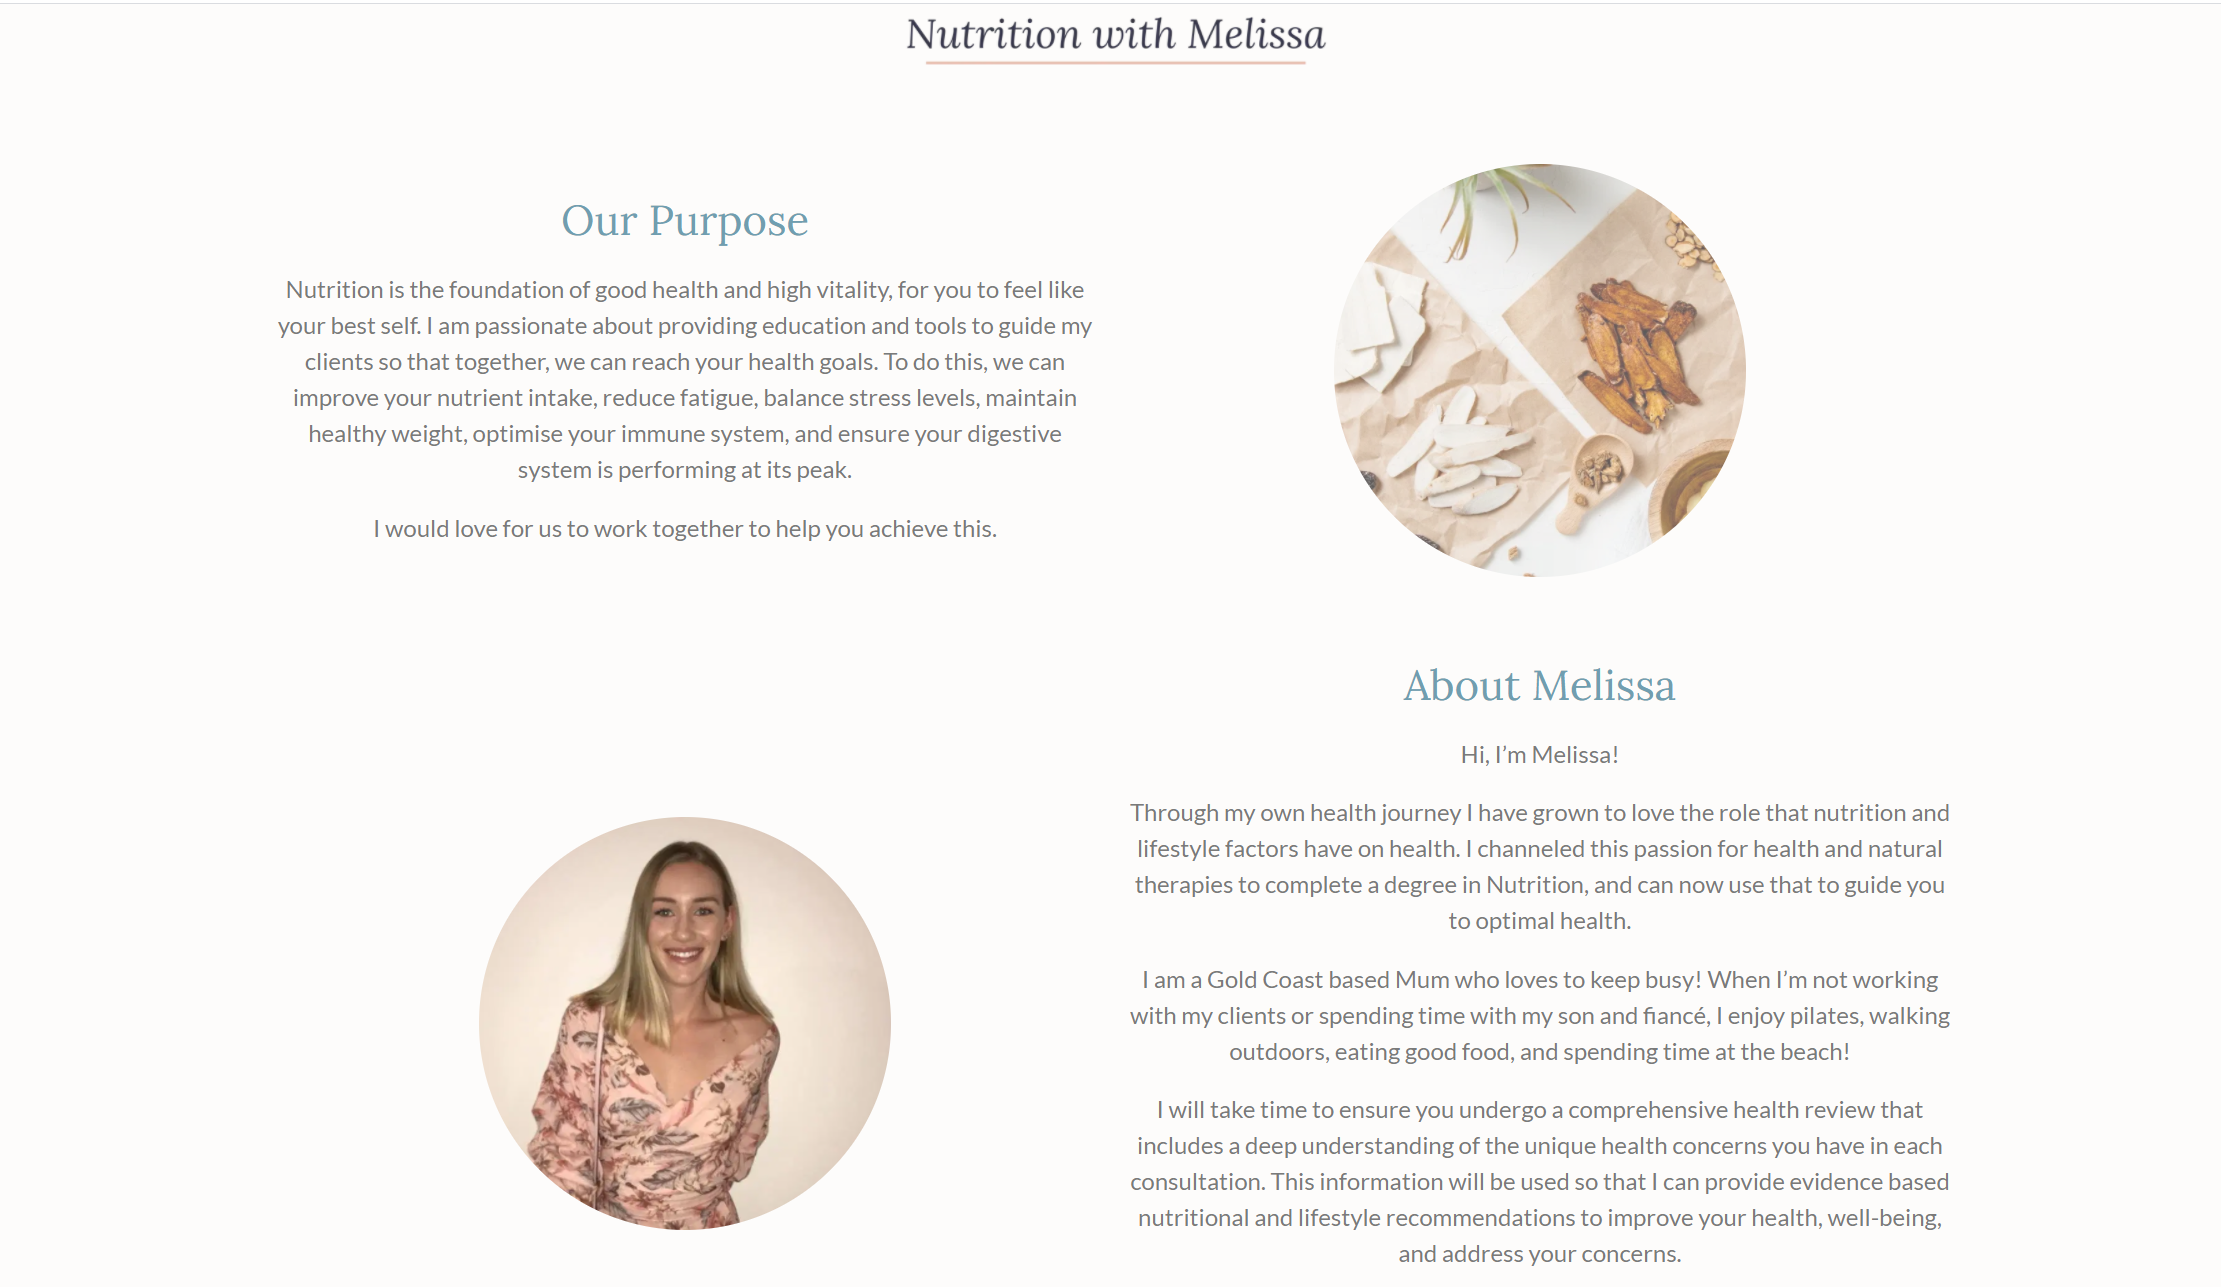 Nutrition with Melissa
Our Purpose
Nutrition is the foundation of good health and high vitality, for you to feel like
your best self. I am passionate about providing education and tools to guide my
clients so that together, we can reach your health goals. To do this, we can
improve your nutrient intake, reduce fatigue, balance stress levels, maintain
healthy weight, optimise your immune system, and ensure your digestive
system is performing at its peak.
I would love for us to work together to help you achieve this.
About Melissa
Hi, I’m Melissa!
Through my own health journey I have grown to love the role that nutrition and
lifestyle factors have on health. I channeled this passion for health and natural
therapies to complete a degree in Nutrition, and can now use that to guide you
to optimal health.
I am a Gold Coast based Mum who loves to keep busy! When I’m not working
with my clients or spending time with my son and fiancé, I enjoy pilates, walking
outdoors, eating good food, and spending time at the beach!
I will take time to ensure you undergo a comprehensive health review that
includes a deep understanding of the unique health concerns you have in each
consultation. This information will be used so that I can provide evidence based
nutritional and lifestyle recommendations to improve your health, well-being,
and address your concerns.